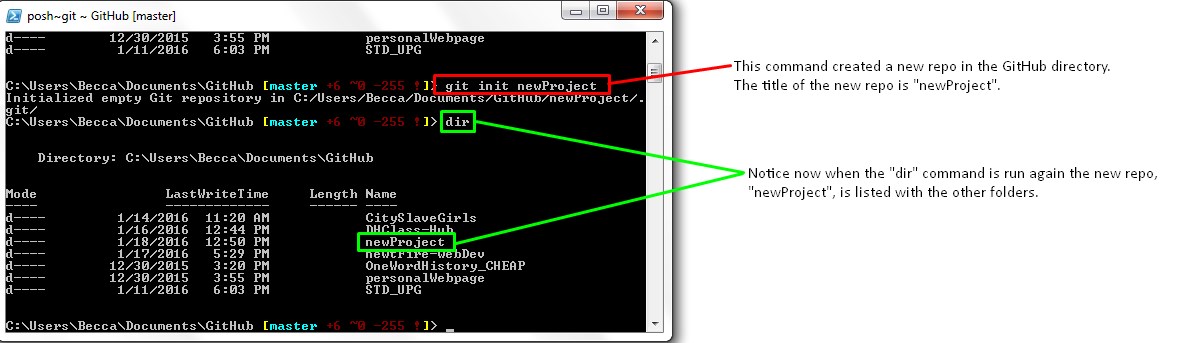 posh~git ~ GitHub [master]
d---- 12/30/2015 3:55 PM personalWebpage
d---- 1/11/2016 6:03 PM STD_UPG
C:\Users\Becca\Documents\GitHub [master +6 ~0 -255 !]> git init newProject
Initialized empty Git repository in C:/Users/Becca/Documents/GitHub/newProject/.
git/
C:\Users\Becca\Documents\GitHub [master +6 ~0 -255 !]> dir
Directory: C:\Users\Becca\Documents\GitHub
Mode LastWriteTime Length Name
---- ------------- ------ ----
d---- 1/14/2016 11:20 AM CitySlaveGirls
d---- 1/16/2016 12:44 PM DHClass-Hub
d---- 1/18/2016 12:50 PM newProject
d---- 1/17/2016 5:29 PM newtFire-webDev
d---- 12/30/2015 3:20 PM OneWordHistory_CHEAP
d---- 12/30/2015 3:55 PM personalWebpage
d---- 1/11/2016 6:03 PM STD_UPG
C:\Users\Becca\Documents\GitHub [master +6 ~0 -255 !]> _
This command created a new repo in the GitHub directory.
The title of the new repo is "newProject".
Notice now when the "dir" command is run again the new repo,
"newProject", is listed with the other folders.